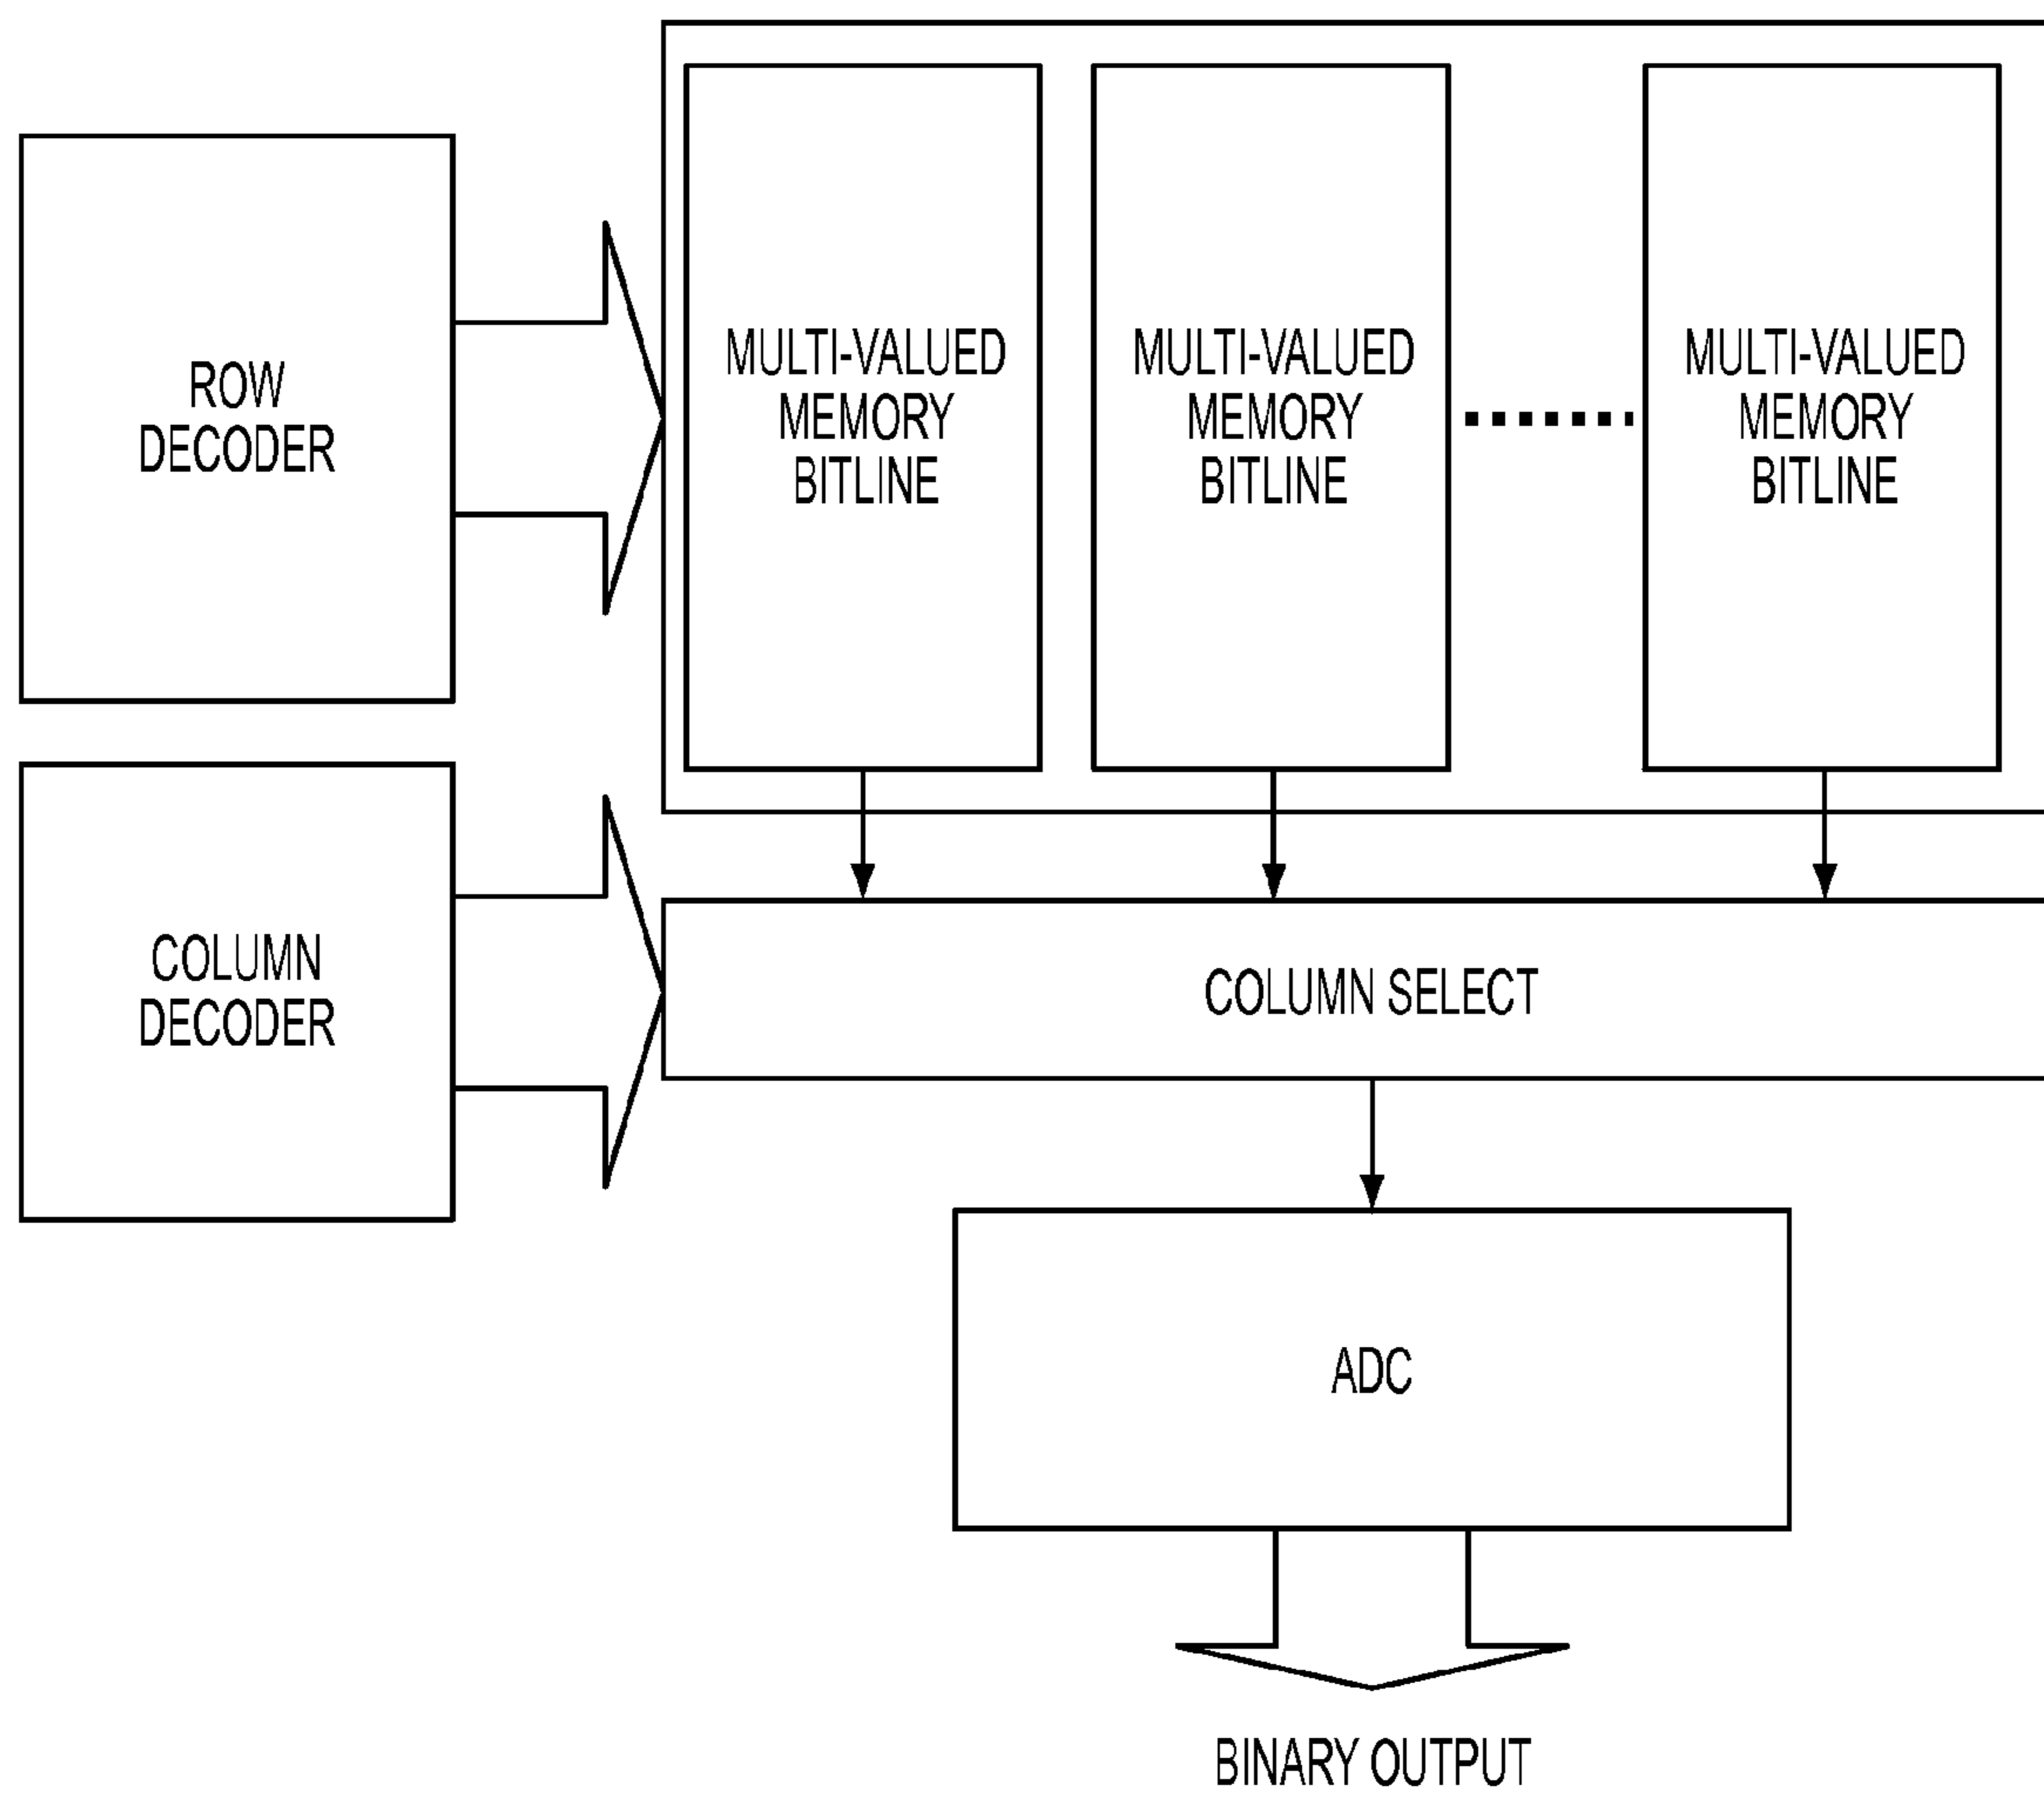 ROW
DECODER
MULTI-VALUED
MEMORY
BITLINE
MULTI-VALUED
MEMORY
BITLINE
MULTI-VALUED
MEMORY
BITLINE
COLUMN
DECODER
COLUMN SELECT
ADC
BINARY OUTPUT